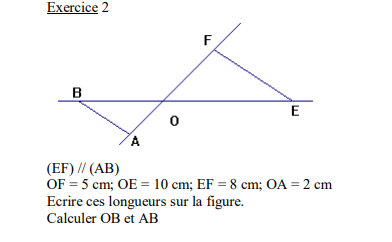 Exercice 2
F
B
E
O
A
(EF) // (AB)
OF = 5 cm; OE = 10 cm; EF = 8 cm; OA = 2 cm
Ecrire ces longueurs sur la figure.
Calculer OB et AB